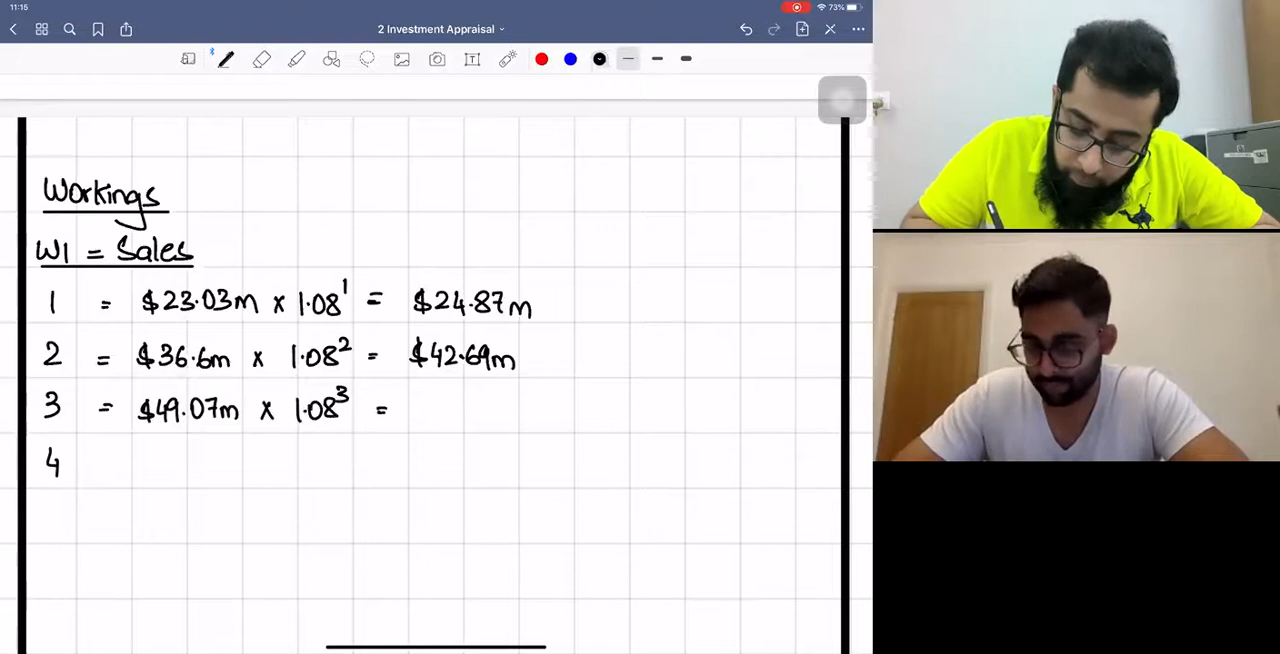 11:15
73%
2 Investment Appraisal
Workings
W1 = Sales
1 = $23.03m x 1.08¹ = $24.87m
2 = $36.6m x 1.08² = $42.69m
3 = $49.07m x 1.08³ =
4